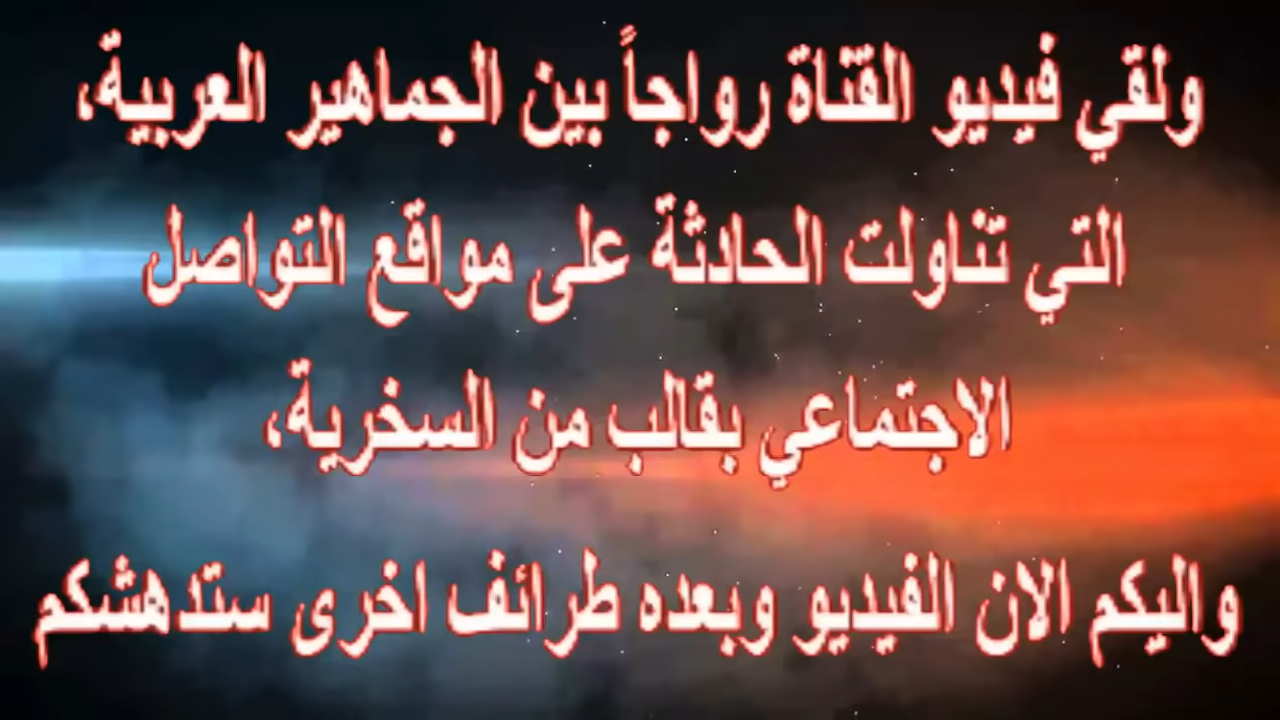 ولقي فيديو القناة رواجاً بين الجماهير العربية،
التي تناولت الحادثة على مواقع التواصل
الاجتماعي بقالب من السخرية،
واليكم الان الفيديو وبعده طرائف اخرى ستدهشكم